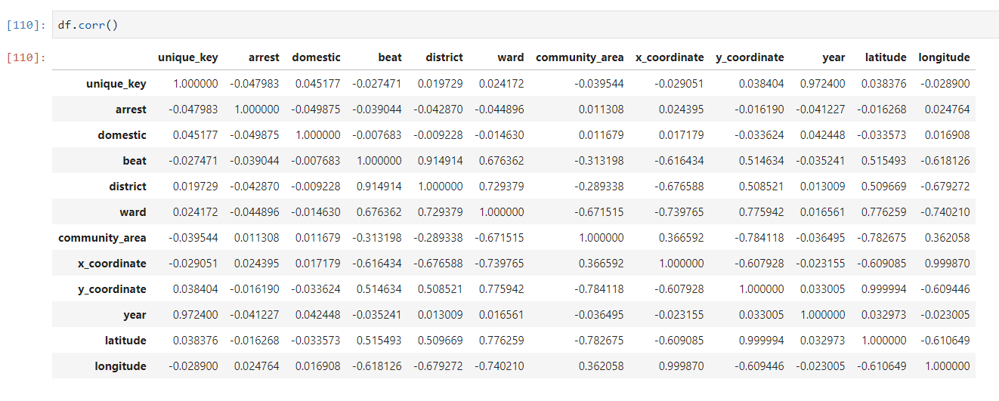 [110]: df.corr()
[110]: unique_key arrest domestic beat district ward community_area x_coordinate y_coordinate year latitude longitude
unique_key 1.000000 -0.047983 0.045177 -0.027471 0.019729 0.024172 -0.039544 -0.029051 0.038404 0.972400 0.038376 -0.028900
arrest -0.047983 1.000000 -0.049875 -0.039044 -0.042870 -0.044896 0.011308 0.024395 -0.016190 -0.041227 -0.016268 0.024764
domestic 0.045177 -0.049875 1.000000 -0.007683 -0.009228 -0.014630 0.011679 0.017179 -0.033624 0.042448 -0.033573 0.016908
beat -0.027471 -0.039044 -0.007683 1.000000 0.914914 0.676362 -0.313198 -0.616434 0.514634 -0.035241 0.515493 -0.618126
district 0.019729 -0.042870 -0.009228 0.914914 1.000000 0.729379 -0.289338 -0.676588 0.508521 0.013009 0.509669 -0.679272
ward 0.024172 -0.044896 -0.014630 0.676362 0.729379 1.000000 -0.671515 -0.739765 0.775942 0.016561 0.776259 -0.740210
community_area -0.039544 0.011308 0.011679 -0.313198 -0.289338 -0.671515 1.000000 0.366592 -0.784118 -0.036495 -0.782675 0.362058
x_coordinate -0.029051 0.024395 0.017179 -0.616434 -0.676588 -0.739765 0.366592 1.000000 -0.607928 -0.023155 -0.609085 0.999870
y_coordinate 0.038404 -0.016190 -0.033624 0.514634 0.508521 0.775942 -0.784118 -0.607928 1.000000 0.033005 0.999994 -0.609446
year 0.972400 -0.041227 0.042448 -0.035241 0.013009 0.016561 -0.036495 -0.023155 0.033005 1.000000 0.032973 -0.023005
latitude 0.038376 -0.016268 -0.033573 0.515493 0.509669 0.776259 -0.782675 -0.609085 0.999994 0.032973 1.000000 -0.610649
longitude -0.028900 0.024764 0.016908 -0.618126 -0.679272 -0.740210 0.362058 0.999870 -0.609446 -0.023005 -0.610649 1.000000